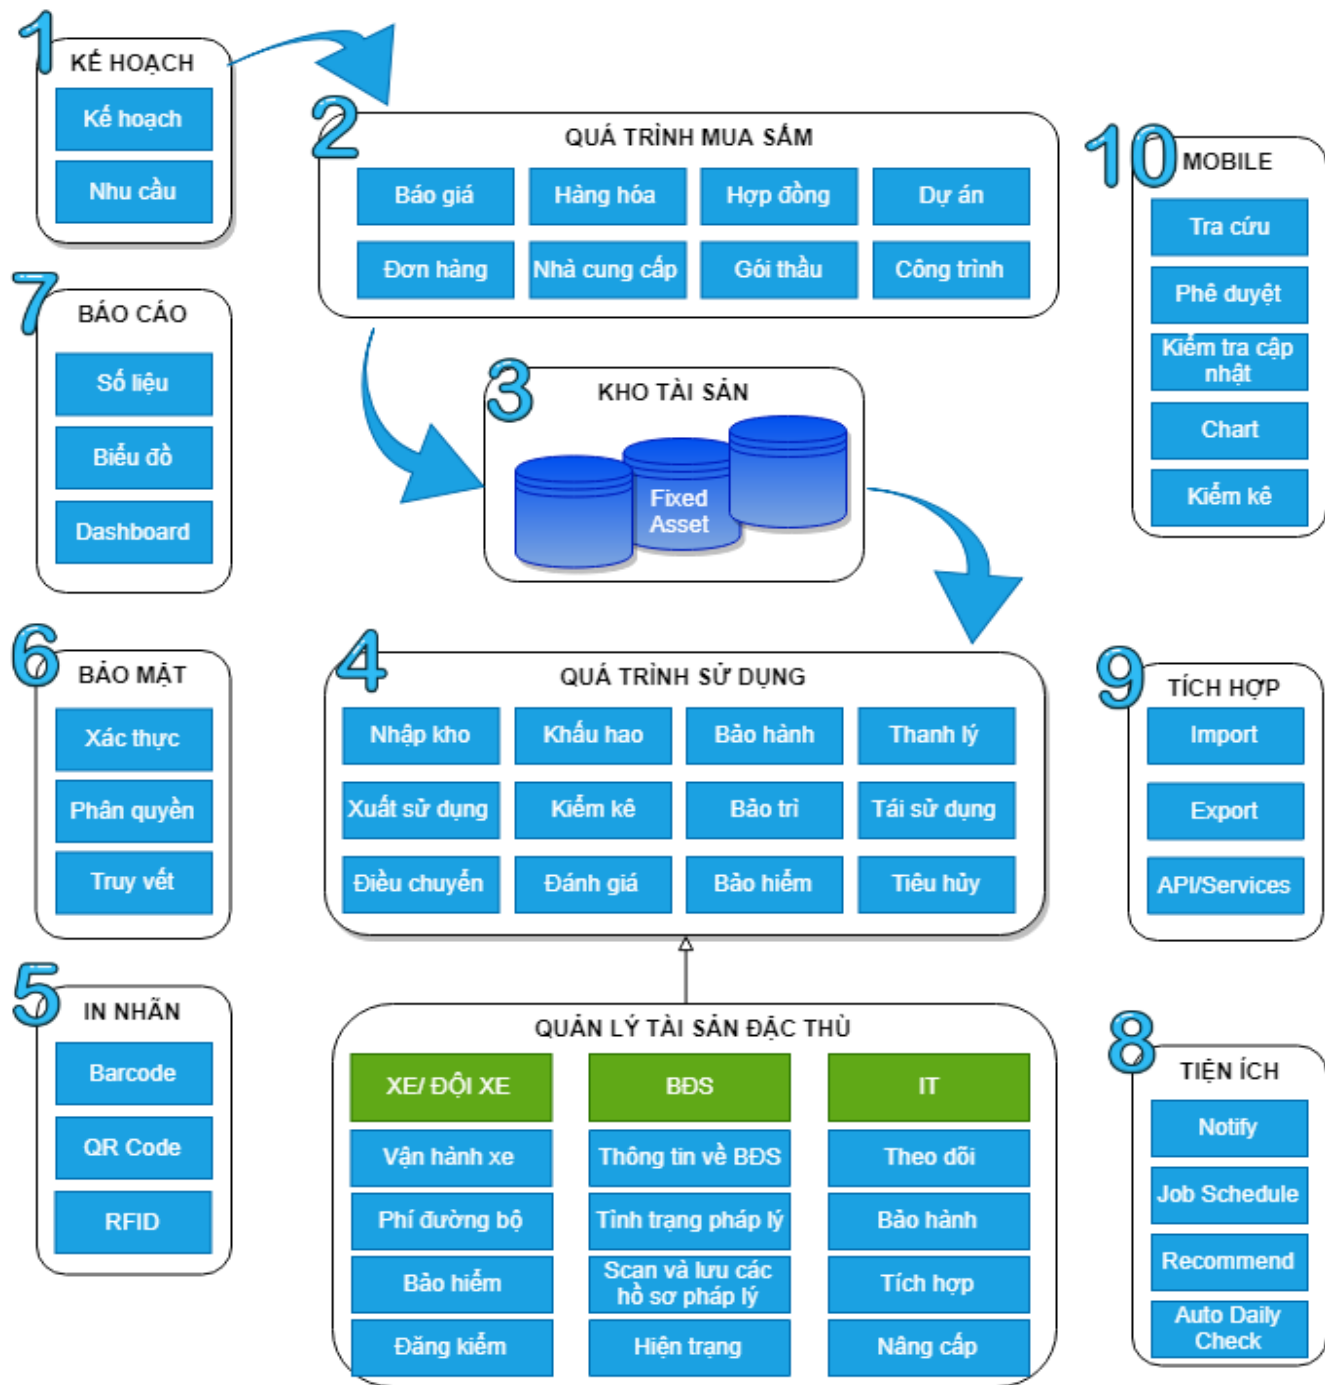 1
KẾ HOẠCH
Kế hoạch
Nhu cầu
2
QUÁ TRÌNH MUA SẮM
Báo giá
Hàng hóa
Hợp đồng
Dự án
Đơn hàng
Nhà cung cấp
Gói thầu
Công trình
3
KHO TÀI SẢN
Fixed
Asset
4
QUÁ TRÌNH SỬ DỤNG
Nhập kho
Khấu hao
Bảo hành
Thanh lý
Xuất sử dụng
Kiểm kê
Bảo trì
Tái sử dụng
Điều chuyển
Đánh giá
Bảo hiểm
Tiêu hủy
QUẢN LÝ TÀI SẢN ĐẶC THÙ
XE/ ĐỘI XE
Vận hành xe
Phí đường bộ
Bảo hiểm
Đăng kiểm
BĐS
Thông tin về BĐS
Tình trạng pháp lý
Scan và lưu các
hồ sơ pháp lý
Hiện trạng
IT
Theo dõi
Bảo hành
Tích hợp
Nâng cấp
5
IN NHÃN
Barcode
QR Code
RFID
6
BẢO MẬT
Xác thực
Phân quyền
Truy vết
7
BÁO CÁO
Số liệu
Biểu đồ
Dashboard
8
TIỆN ÍCH
Notify
Job Schedule
Recommend
Auto Daily
Check
9
TÍCH HỢP
Import
Export
API/Services
10
MOBILE
Tra cứu
Phê duyệt
Kiểm tra cập
nhật
Chart
Kiểm kê